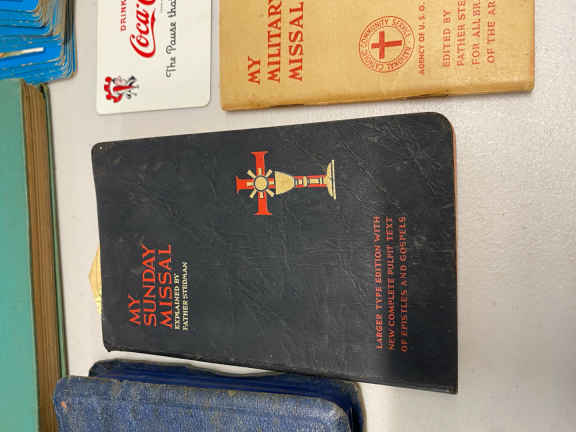 DRINK
Coca-Co
The Pause tha
MY
MILITARY
MISSAL
NATIONAL CATHOLIC COMMUNITY SERVICE
AGENCY OF U.S.O.
EDITED BY
FATHER STE
FOR ALL BR
OF THE AR
MY
SUNDAY
MISSAL
EXPLAINED BY
FATHER STEDMAN
LARGER TYPE EDITION WITH
NEW COMPLETE PULPIT TEXT
OF EPISTLES AND GOSPELS